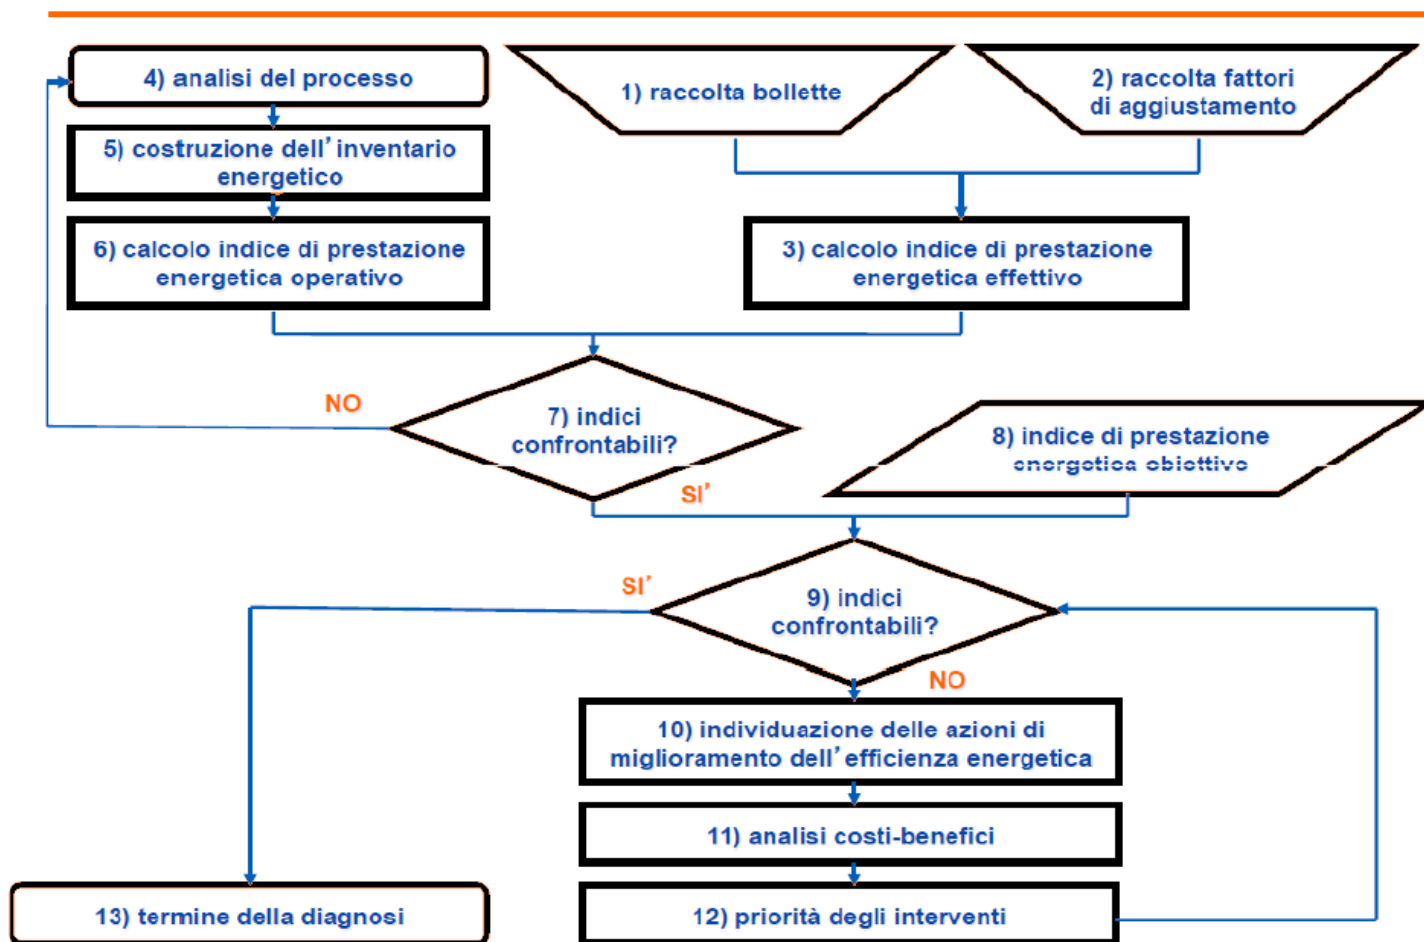 4) analisi del processo
1) raccolta bollette
2) raccolta fattori
di aggiustamento
5) costruzione dell'inventario
energetico
6) calcolo indice di prestazione
energetica operativo
3) calcolo indice di prestazione
energetica effettivo
NO
7) indici
confrontabili?
8) indice di prestazione
energetica obiettivo
SI'
SI'
9) indici
confrontabili?
NO
10) individuazione delle azioni di
miglioramento dell'efficienza energetica
11) analisi costi-benefici
13) termine della diagnosi
12) priorità degli interventi